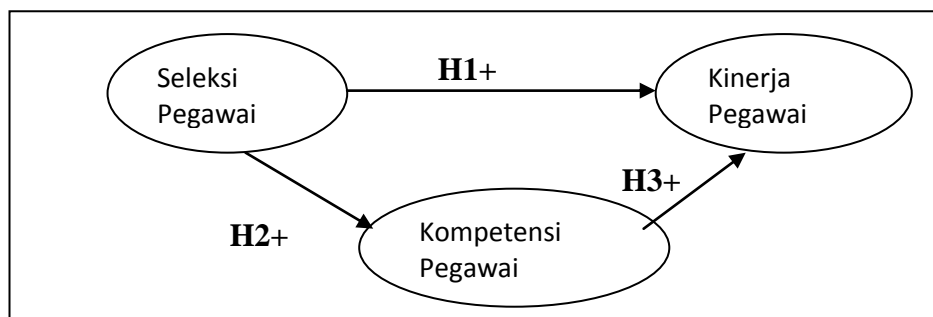 Seleksi
Pegawai
H1+
Kinerja
Pegawai
H2+
Kompetensi
Pegawai
H3+